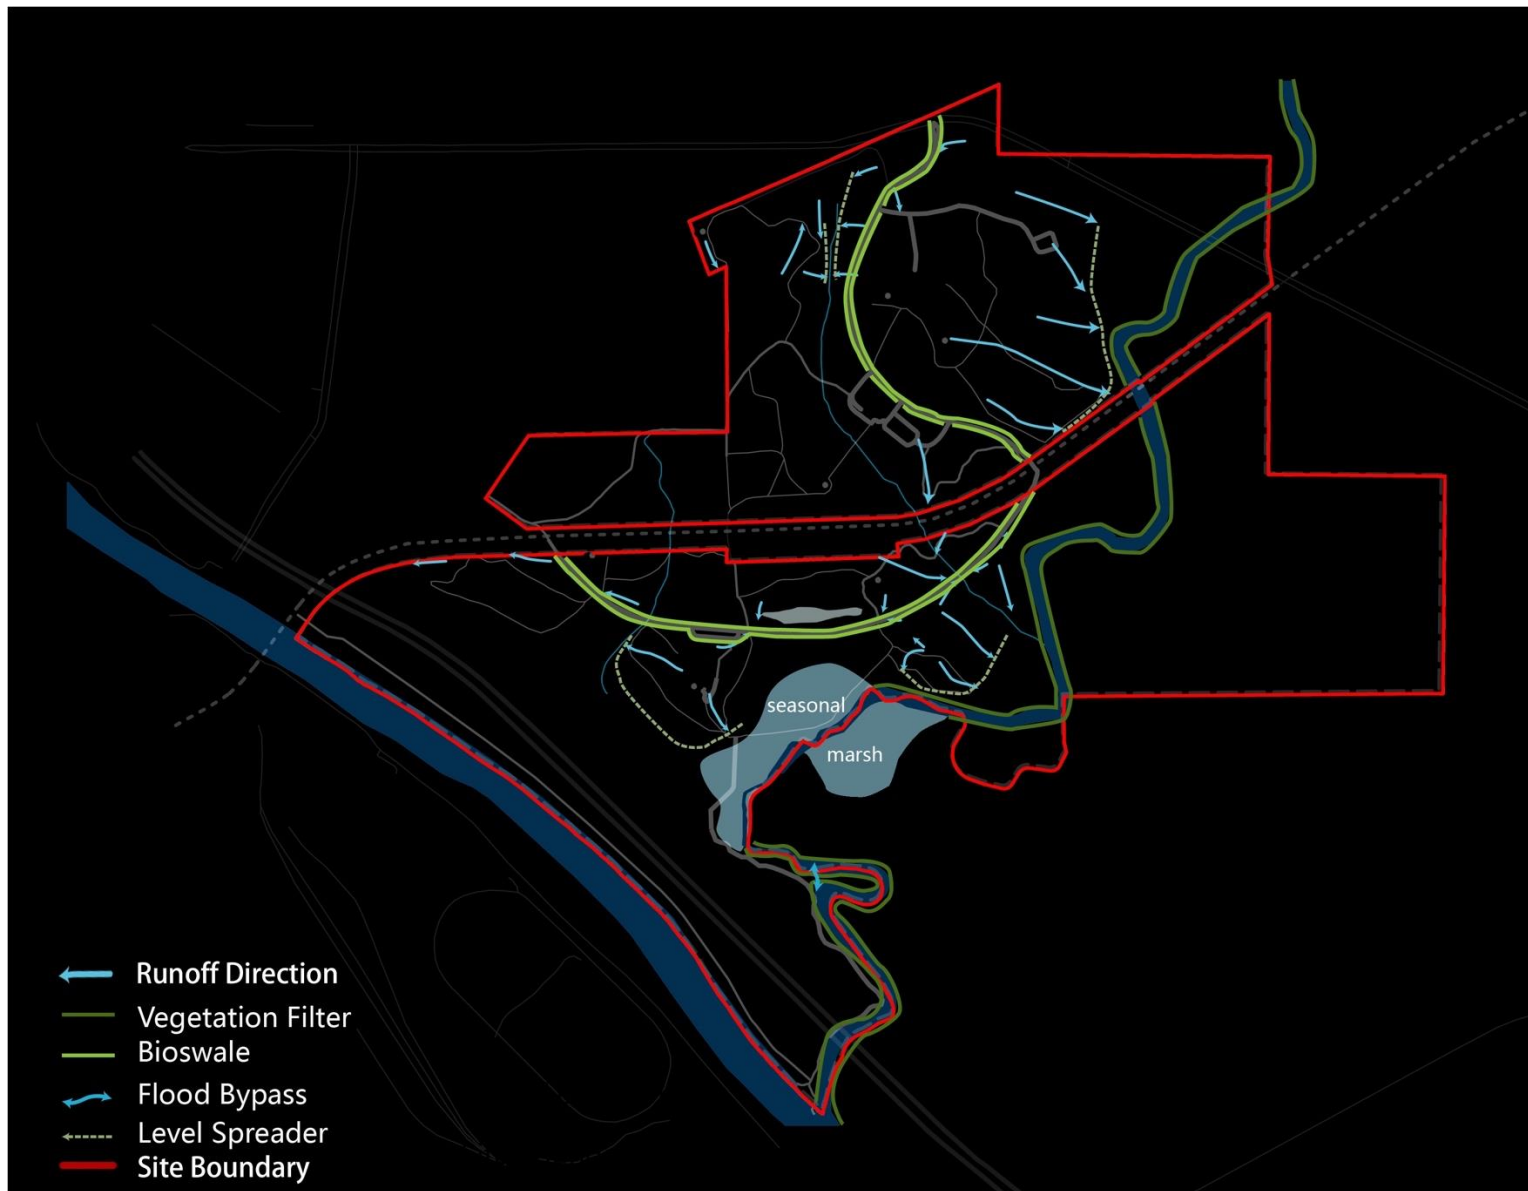 seasonal
marsh
Runoff Direction
Vegetation Filter
Bioswale
Flood Bypass
Level Spreader
Site Boundary